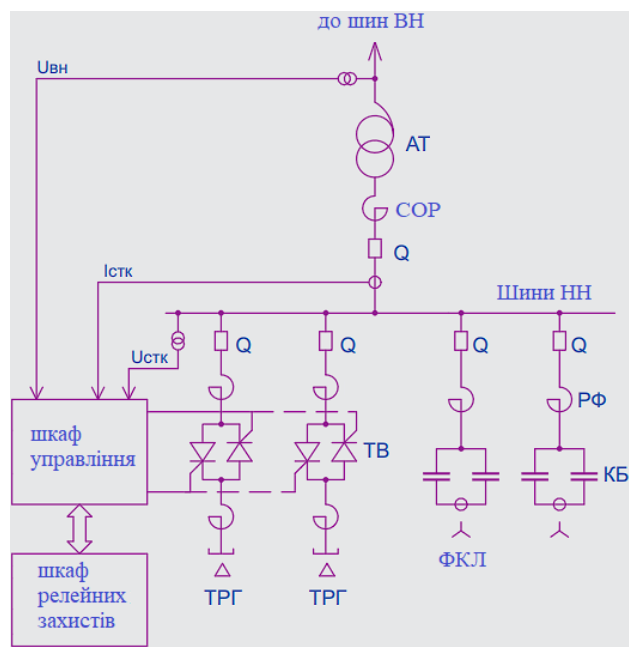 до шин ВН
Uвн
АТ
СОР
Q
Iстк
Шини НН
Q
Q
Q
Q
Uстк
РФ
шкаф
управління
ТВ
КБ
ФКЛ
шкаф
релейних
захистів
ТРГ
ТРГ